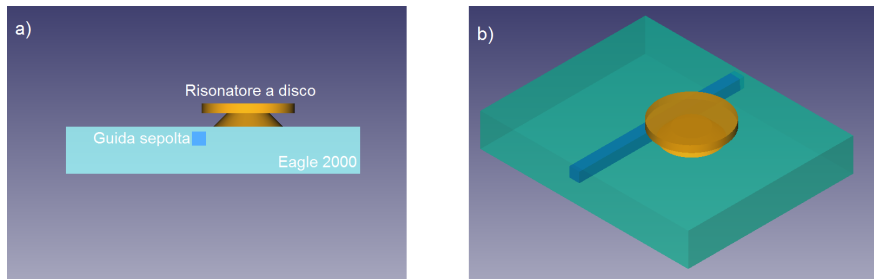 a)
Risonatore a disco
Guida sepolta
Eagle 2000
b)